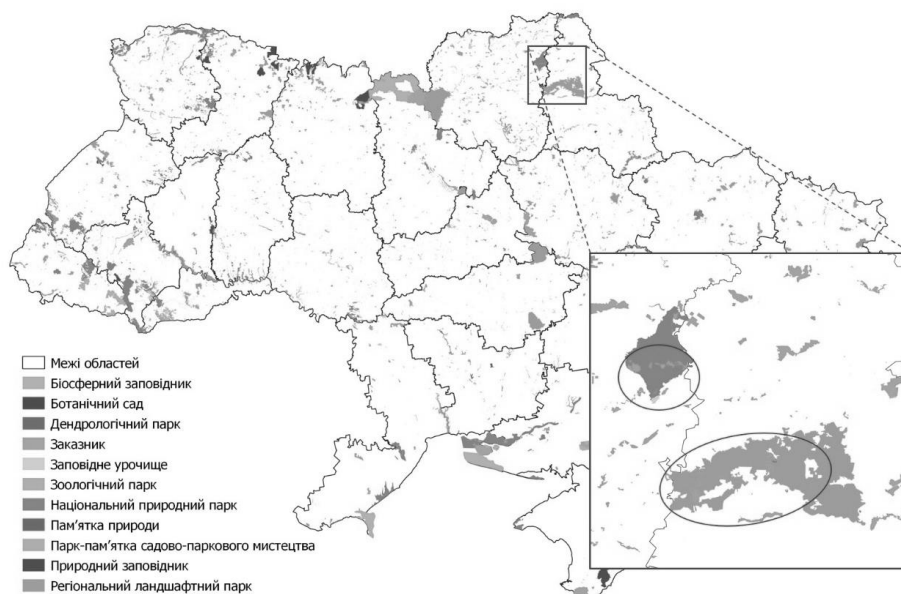 Межі областей
Біосферний заповідник
Ботанічний сад
Дендрологічний парк
Заказник
Заповідне урочище
Зоологічний парк
Національний природний парк
Пам’ятка природи
Парк-пам’ятка садово-паркового мистецтва
Природний заповідник
Регіональний ландшафтний парк